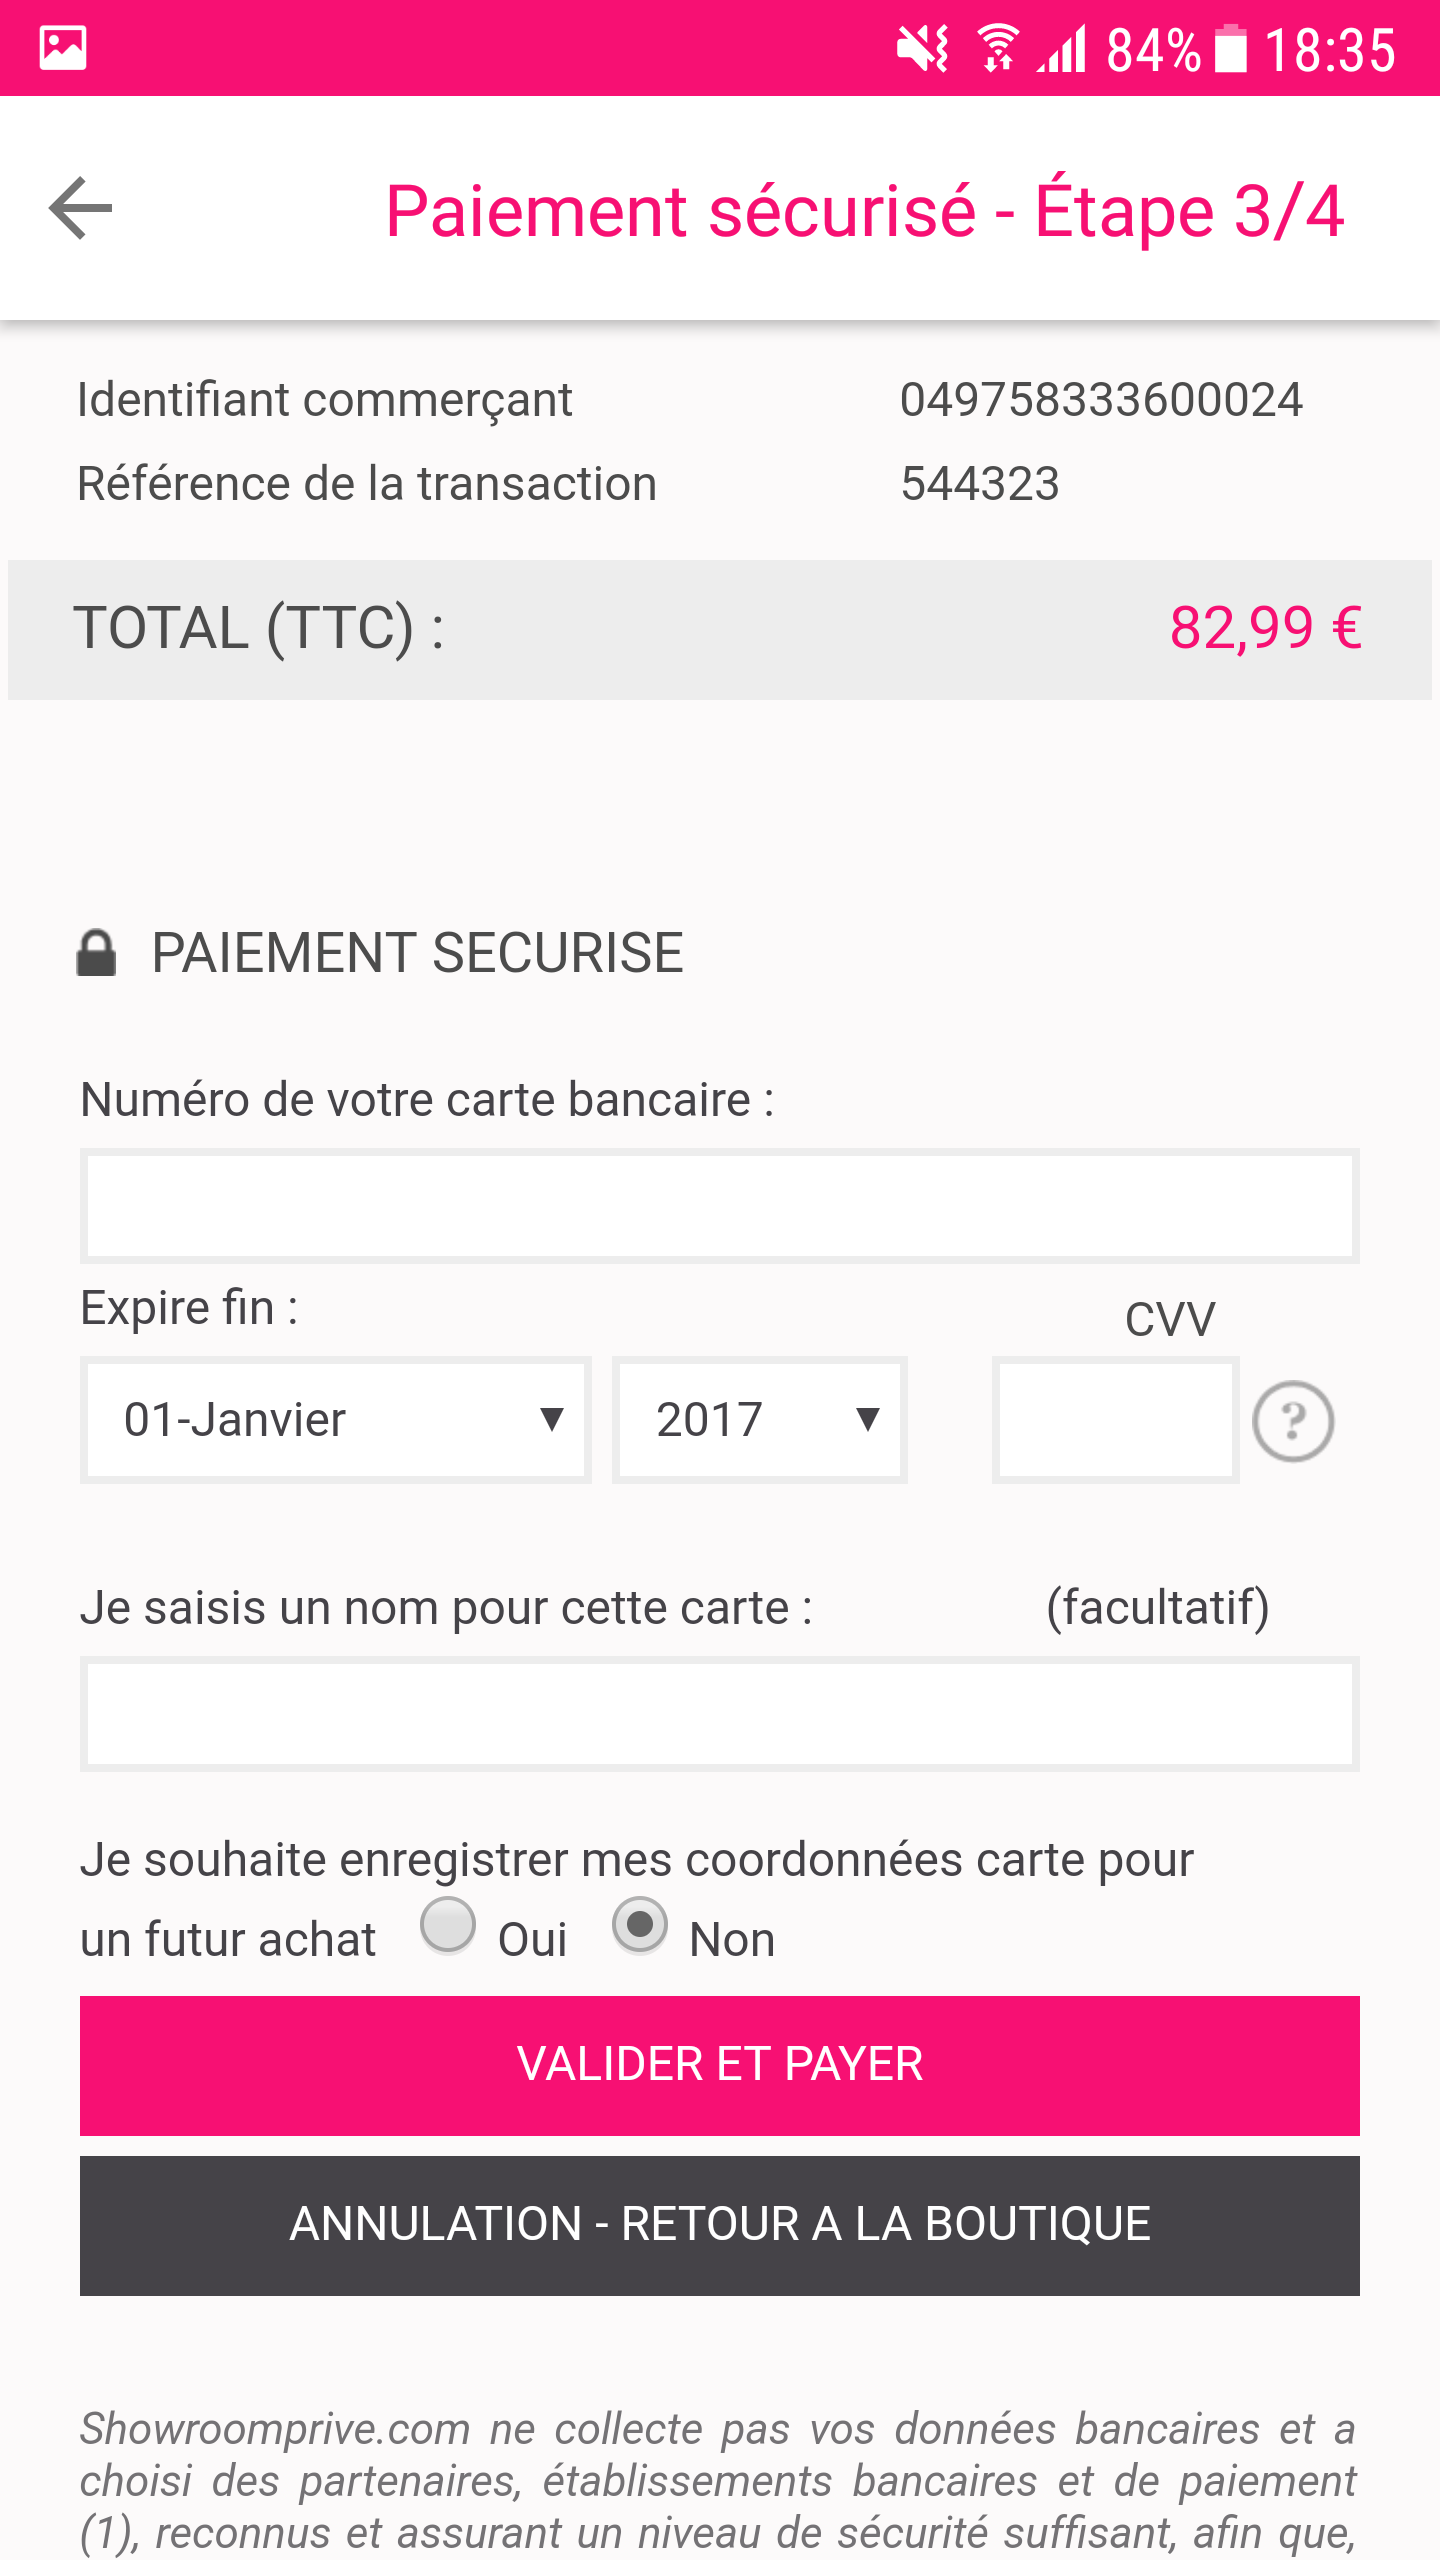 84% 18:35
Paiement sécurisé - Étape 3/4
Identifiant commerçant 049758333600024
Référence de la transaction 544323
TOTAL (TTC) : 82,99 €
PAIEMENT SECURISE
Numéro de votre carte bancaire :
Expire fin : CVV
01-Janvier ▼ 2017 ▼ ?
Je saisis un nom pour cette carte : (facultatif)
Je souhaite enregistrer mes coordonnées carte pour
un futur achat Oui Non
VALIDER ET PAYER
ANNULATION - RETOUR A LA BOUTIQUE
Showroomprive.com ne collecte pas vos données bancaires et a
choisi des partenaires, établissements bancaires et de paiement
(1), reconnus et assurant un niveau de sécurité suffisant, afin que,